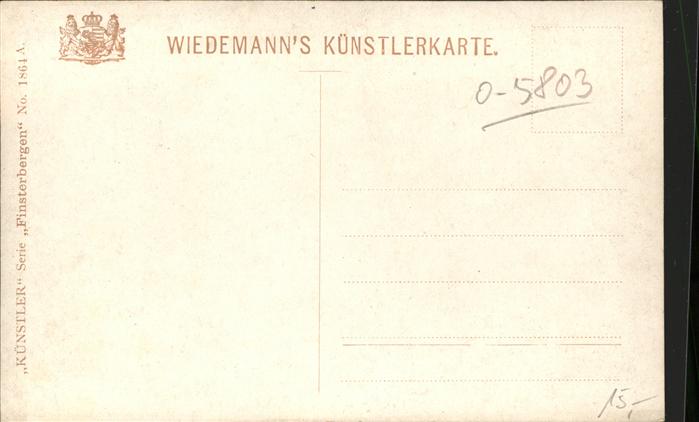 WIEDEMANN'S KÜNSTLERKARTE.
0-5803
„KÜNSTLER“ Serie „Finsterbergen“ No. 1864 A.
15,-